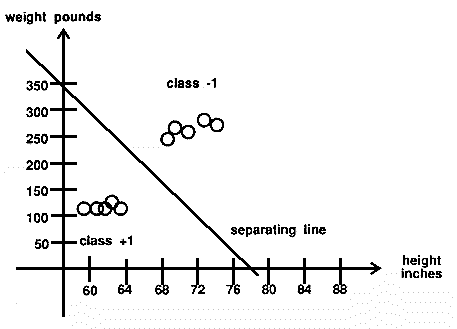 weight pounds
class -1
350
300
250
200
150
100
50
class +1
separating line
height
inches
60 64 68 72 76 80 84 88